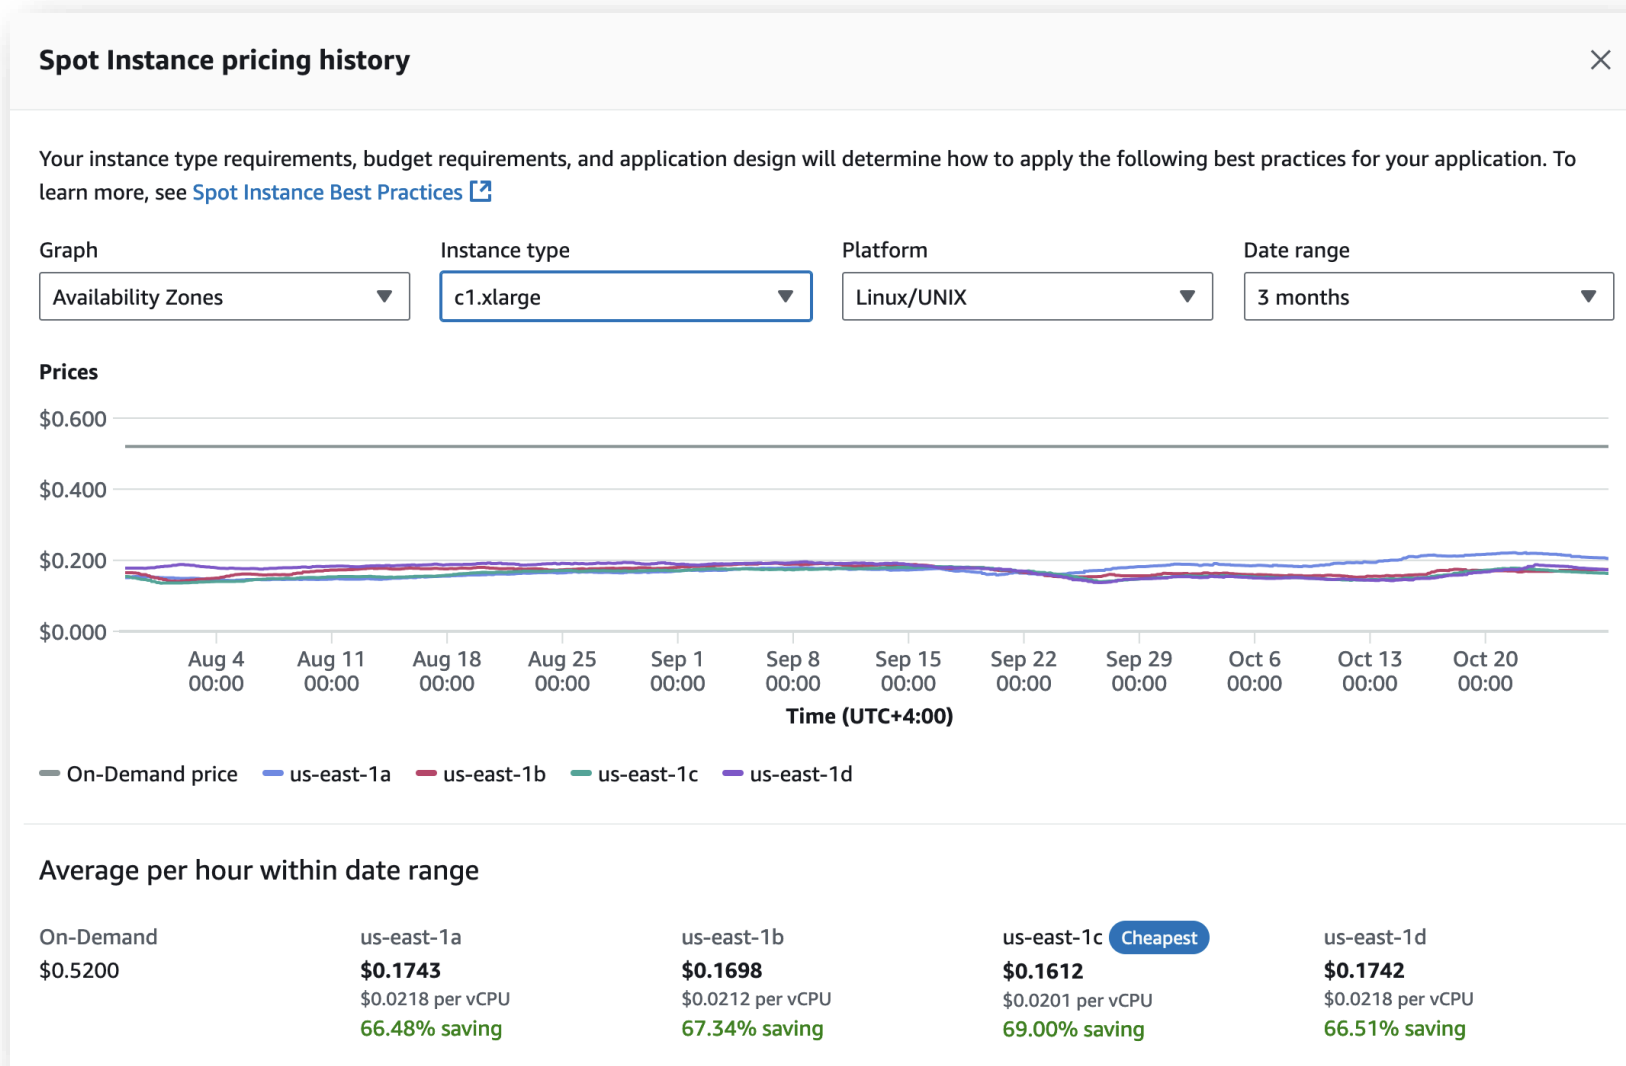 Spot Instance pricing history
Your instance type requirements, budget requirements, and application design will determine how to apply the following best practices for your application. To
learn more, see Spot Instance Best Practices
Graph
Instance type
Platform
Date range
Availability Zones
c1.xlarge
Linux/UNIX
3 months
Prices
$0.600
$0.400
$0.200
$0.000
Aug 4 Aug 11 Aug 18 Aug 25 Sep 1 Sep 8 Sep 15 Sep 22 Sep 29 Oct 6 Oct 13 Oct 20
00:00 00:00 00:00 00:00 00:00 00:00 00:00 00:00 00:00 00:00 00:00 00:00
Time (UTC+4:00)
On-Demand price us-east-1a us-east-1b us-east-1c us-east-1d
Average per hour within date range
On-Demand
$0.5200
us-east-1a
$0.1743
$0.0218 per vCPU
66.48% saving
us-east-1b
$0.1698
$0.0212 per vCPU
67.34% saving
us-east-1c Cheapest
$0.1612
$0.0201 per vCPU
69.00% saving
us-east-1d
$0.1742
$0.0218 per vCPU
66.51% saving